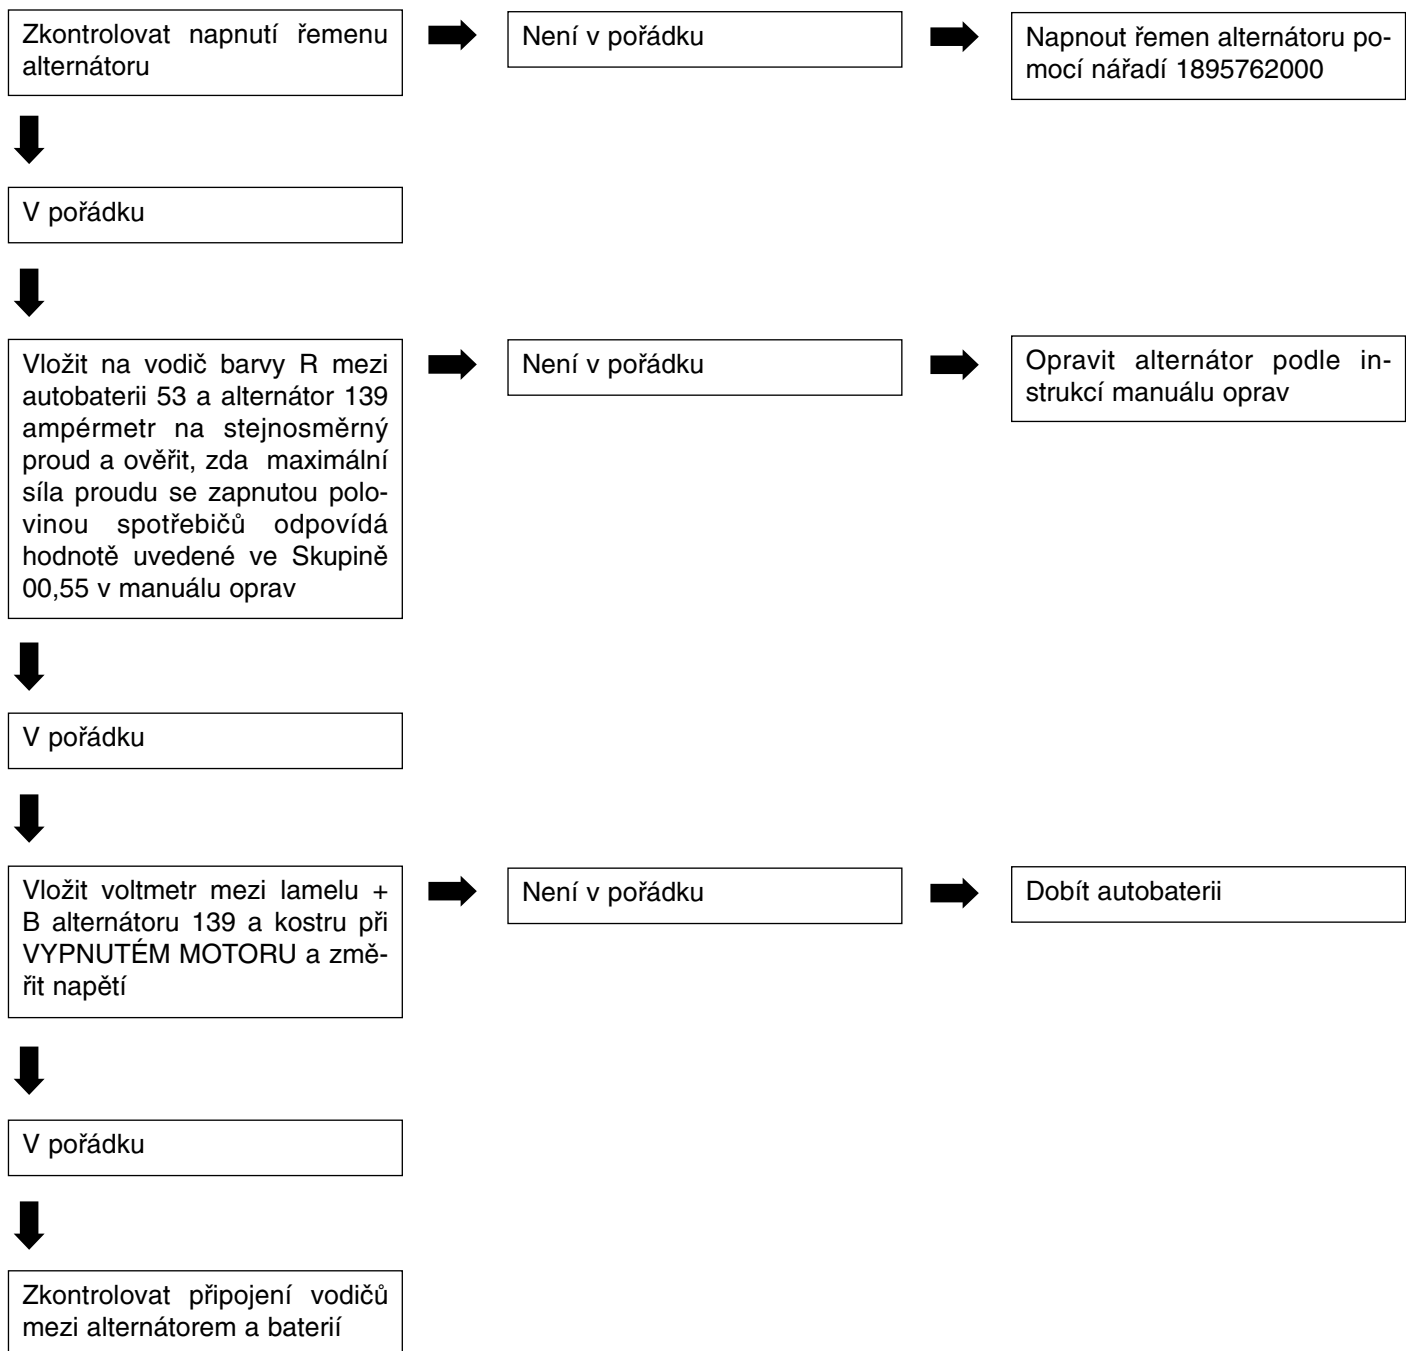 Zkontrolovat napnutí řemenu
alternátoru
Není v pořádku
Napnout řemen alternátoru po-
mocí nářadí 1895762000
V pořádku
Vložit na vodič barvy R mezi
autobaterii 53 a alternátor 139
ampérmetr na stejnosměrný
proud a ověřit, zda maximální
síla proudu se zapnutou polo-
vinou spotřebičů odpovídá
hodnotě uvedené ve Skupině
00,55 v manuálu oprav
Není v pořádku
Opravit alternátor podle in-
strukcí manuálu oprav
V pořádku
Vložit voltmetr mezi lamelu +
B alternátoru 139 a kostru při
VYPNUTÉM MOTORU a změ-
řit napětí
Není v pořádku
Dobít autobaterii
V pořádku
Zkontrolovat připojení vodičů
mezi alternátorem a baterií